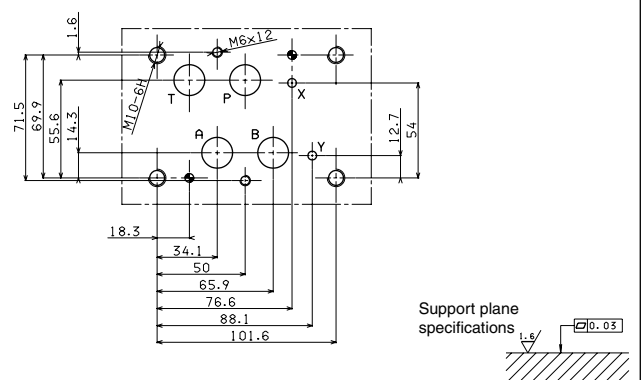 1.6
M6x12
M10-6H
T
P
X
A
B
Y
71.5
69.9
55.6
14.3
12.7
54
18.3
34.1
50
65.9
76.6
88.1
101.6
Support plane
specifications
1.6
0.03